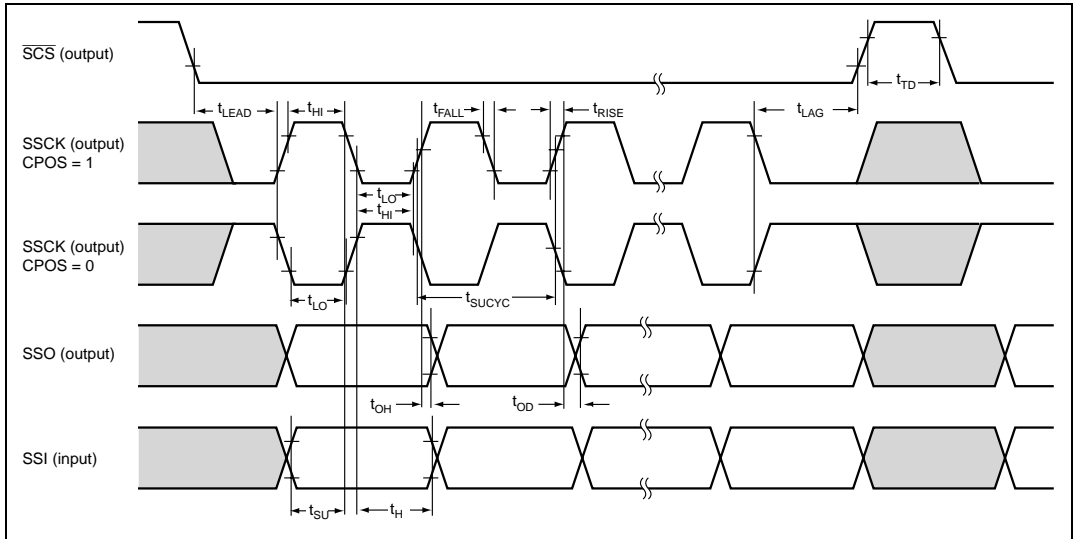 SCS (output)
tTD
tLEAD
tHI
tFALL
tRISE
tLAG
SSCK (output)
CPOS = 1
tLO
tHI
SSCK (output)
CPOS = 0
tLO
tSUCYC
SSO (output)
tOH
tOD
SSI (input)
tSU
tH